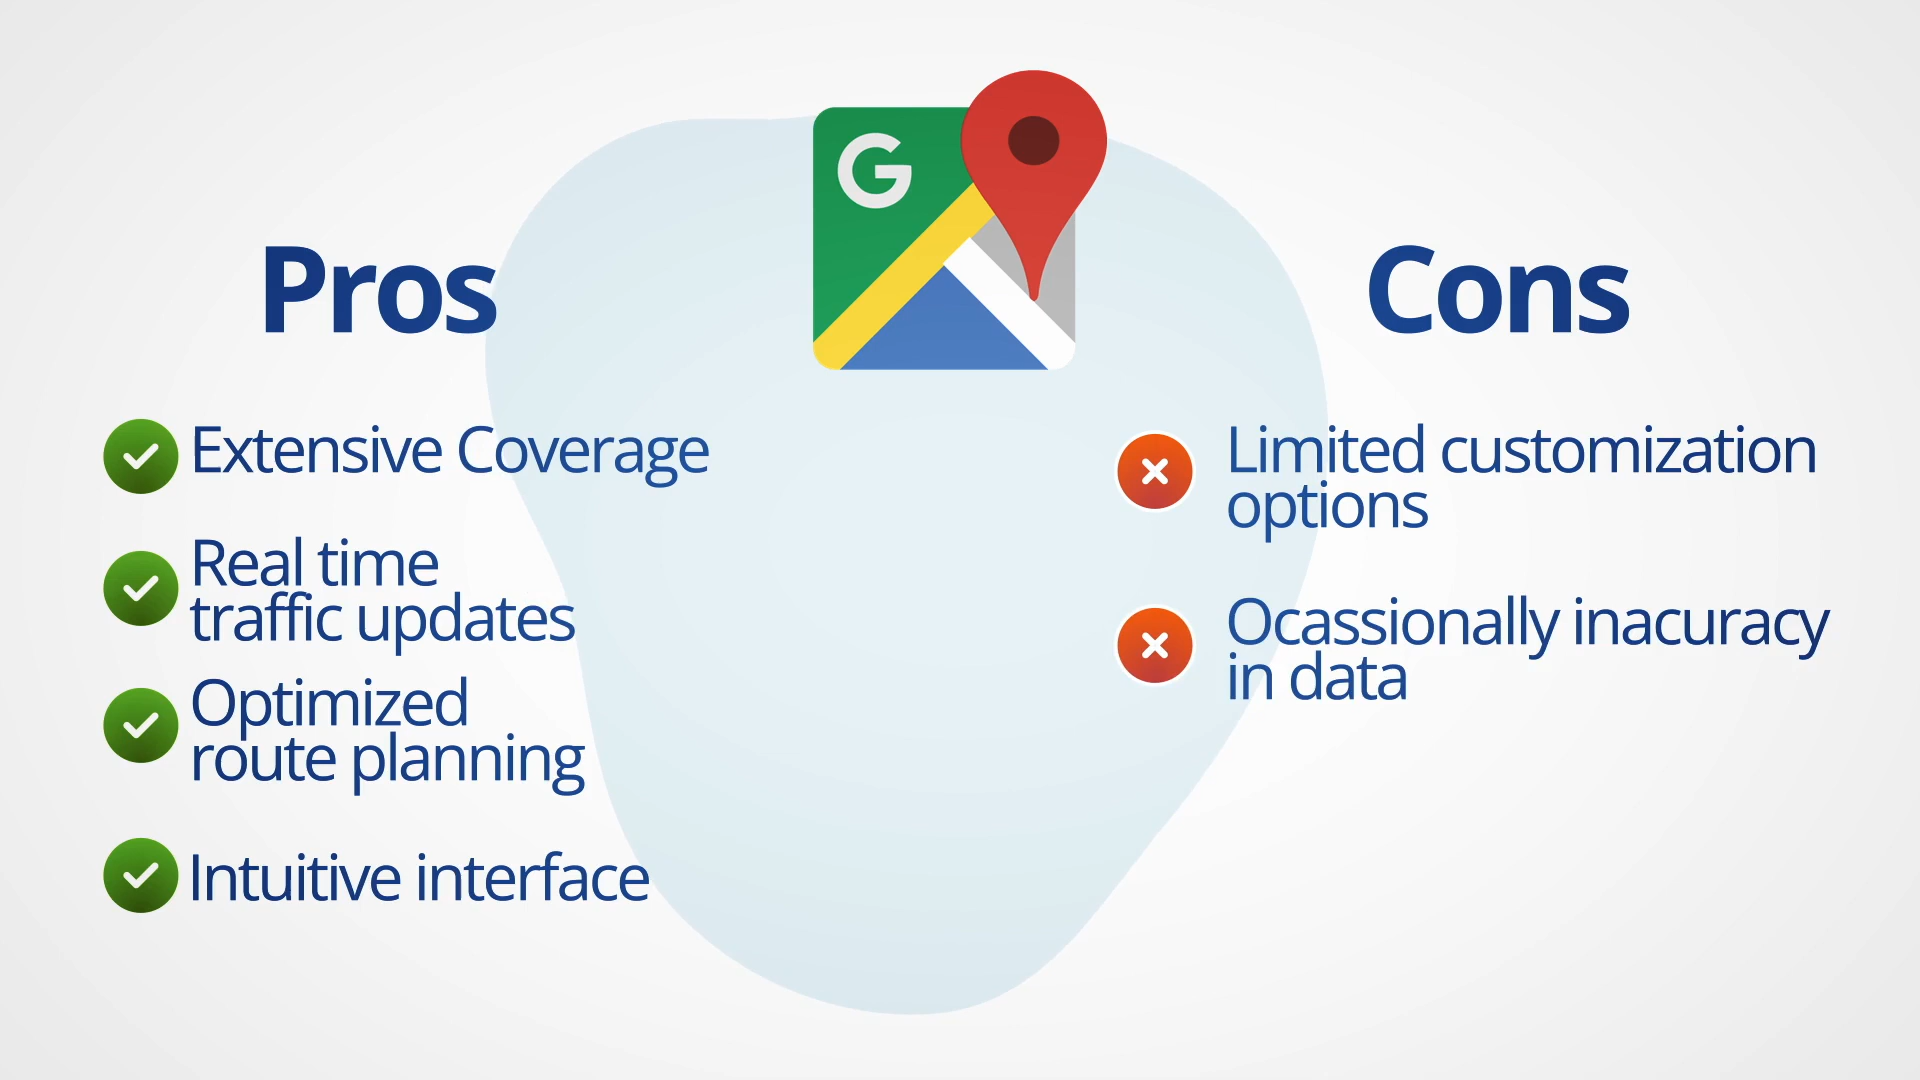 G
Pros
Extensive Coverage
Real time
traffic updates
Optimized
route planning
Intuitive interface
Cons
Limited customization
options
Ocassionally inacuracy
in data